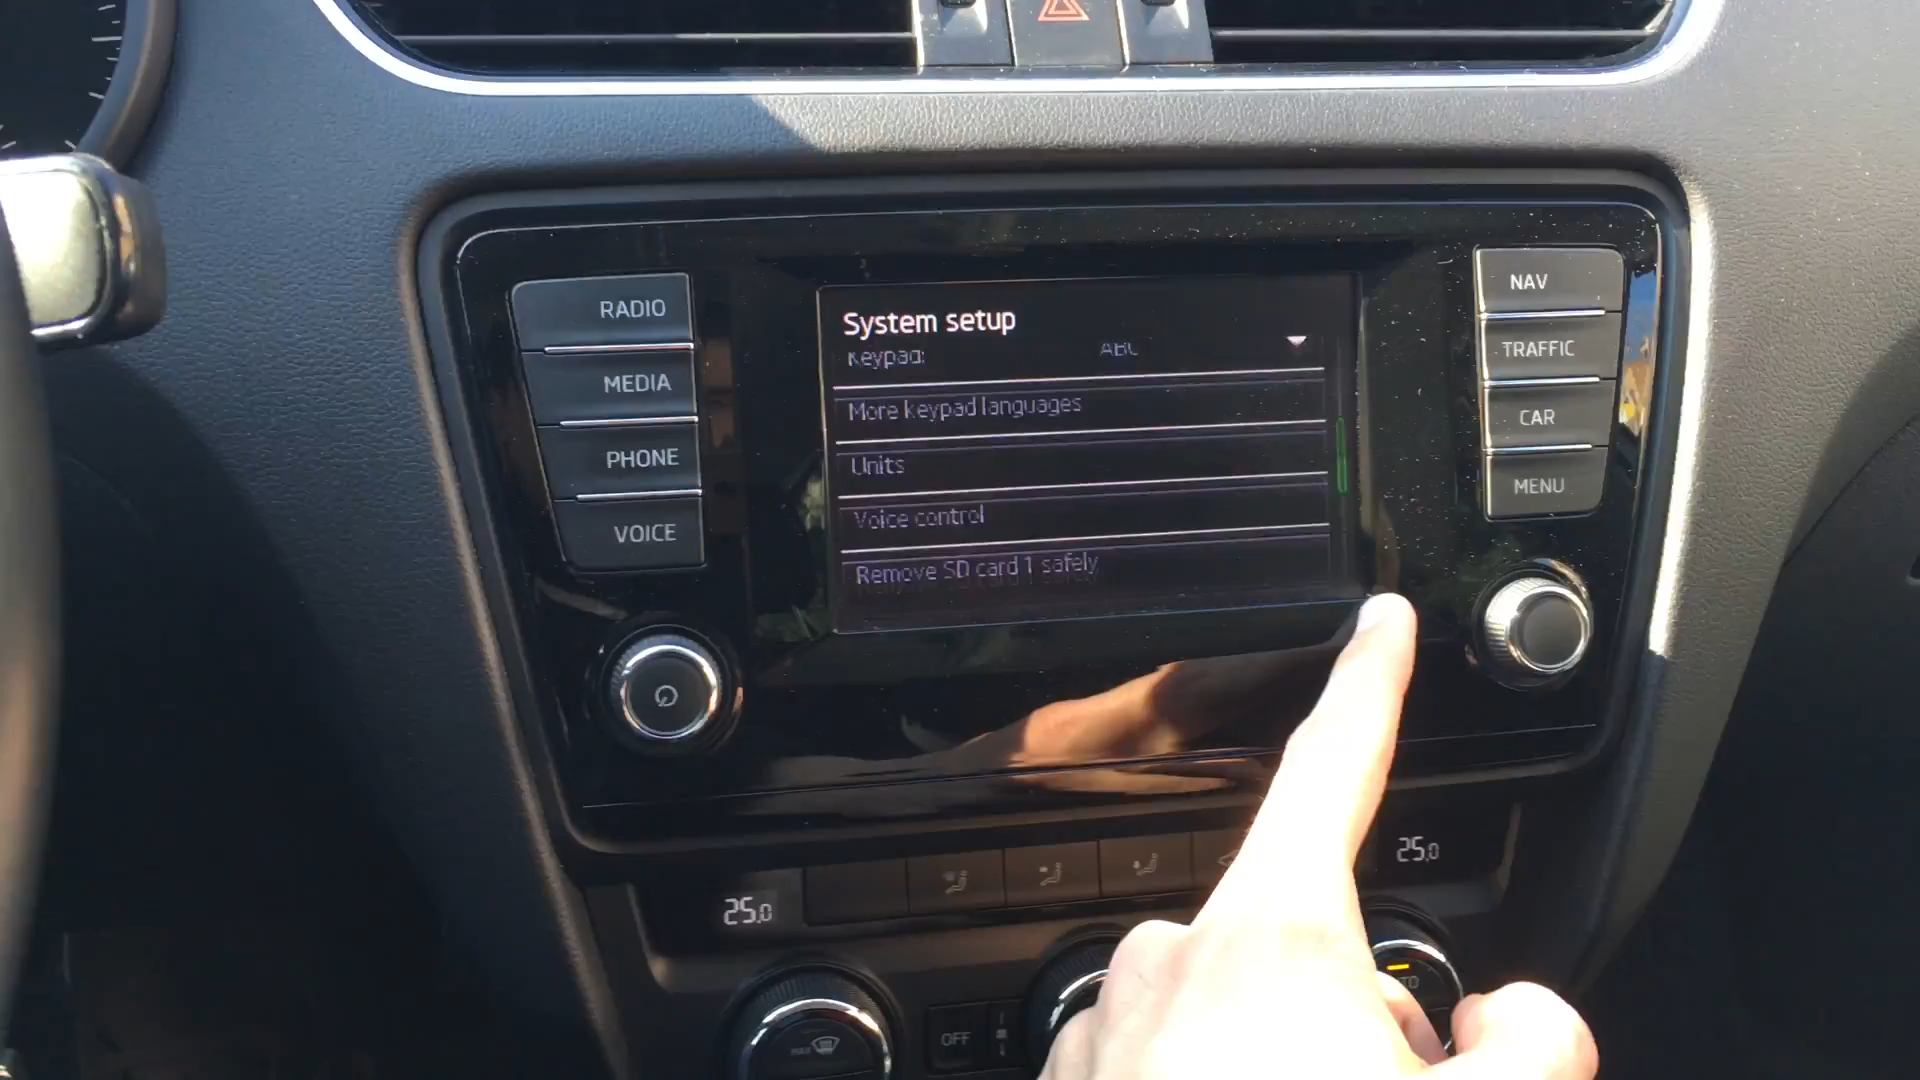 RADIO
MEDIA
PHONE
VOICE
System setup
Keypad: ABC
More keypad languages
Units
Voice control
Remove SD card 1 safely
NAV
TRAFFIC
CAR
MENU
25,0
25,0
MAX
OFF